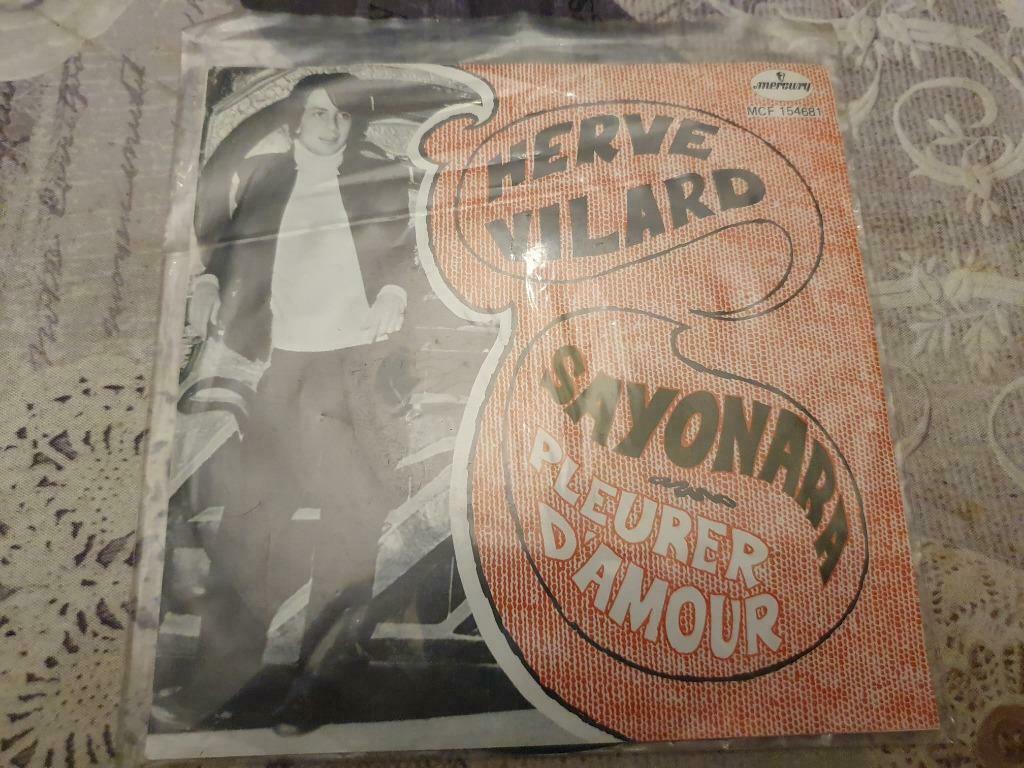 mercury
MCF 154681
HERVE
VILARD
SAYONARA
PLEURER
D'AMOUR